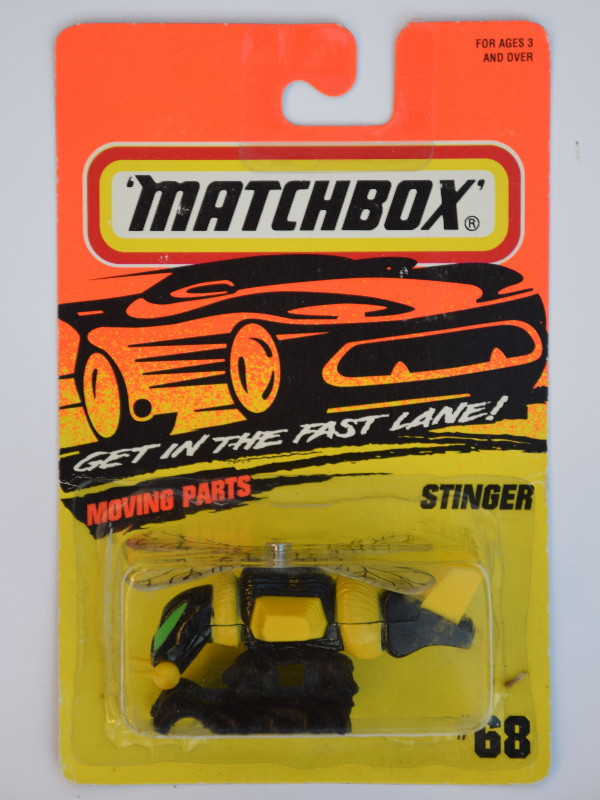 FOR AGES 3
AND OVER
'MATCHBOX'®
GET IN THE FAST LANE!
MOVING PARTS
STINGER
#68